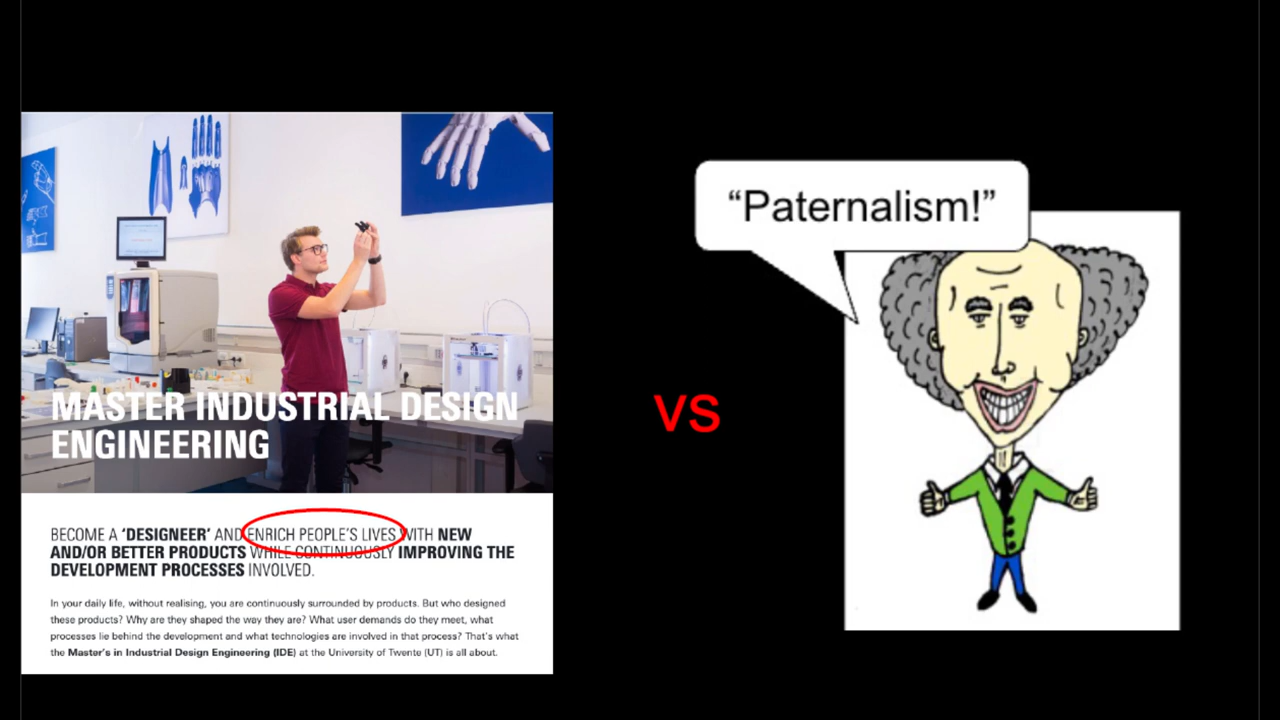 MASTER INDUSTRIAL DESIGN
ENGINEERING
BECOME A ‘DESIGNEER’ AND ENRICH PEOPLE’S LIVES WITH NEW
AND/OR BETTER PRODUCTS WHILE CONTINUOUSLY IMPROVING THE
DEVELOPMENT PROCESSES INVOLVED.
In your daily life, without realising, you are continuously surrounded by products. But who designed
these products? Why are they shaped the way they are? What user demands do they meet, what
processes lie behind the development and what technologies are involved in that process? That’s what
the Master’s in Industrial Design Engineering (IDE) at the University of Twente (UT) is all about.
VS
“Paternalism!”